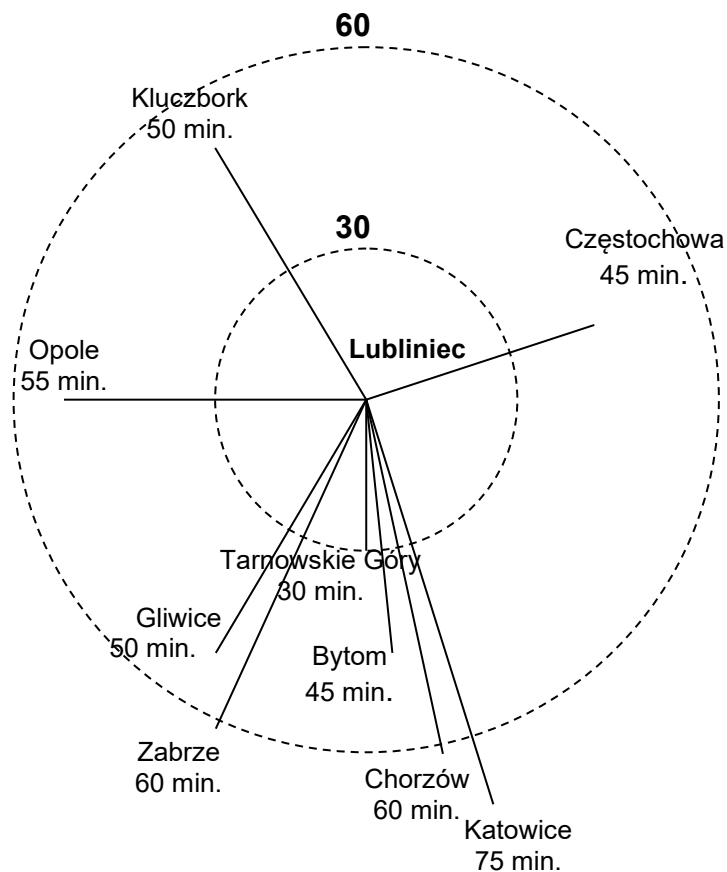 60
Kluczbork
50 min.
30
Częstochowa
45 min.
Lubliniec
Opole
55 min.
Tarnowskie Góry
30 min.
Gliwice
50 min.
Bytom
45 min.
Zabrze
60 min.
Chorzów
60 min.
Katowice
75 min.